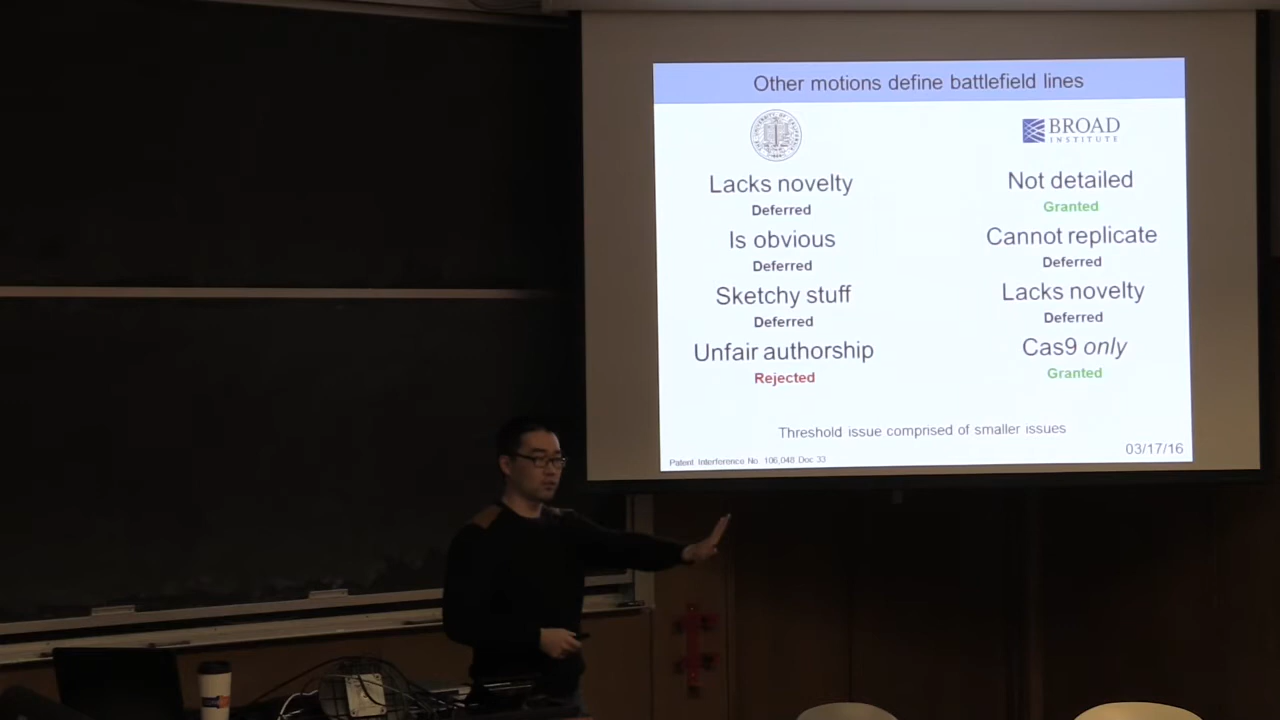 Other motions define battlefield lines
BROAD
INSTITUTE
Lacks novelty
Deferred
Is obvious
Deferred
Sketchy stuff
Deferred
Unfair authorship
Rejected
Not detailed
Granted
Cannot replicate
Deferred
Lacks novelty
Deferred
Cas9 only
Granted
Threshold issue comprised of smaller issues
03/17/16
Patent Interference No. 106,048 Doc 33